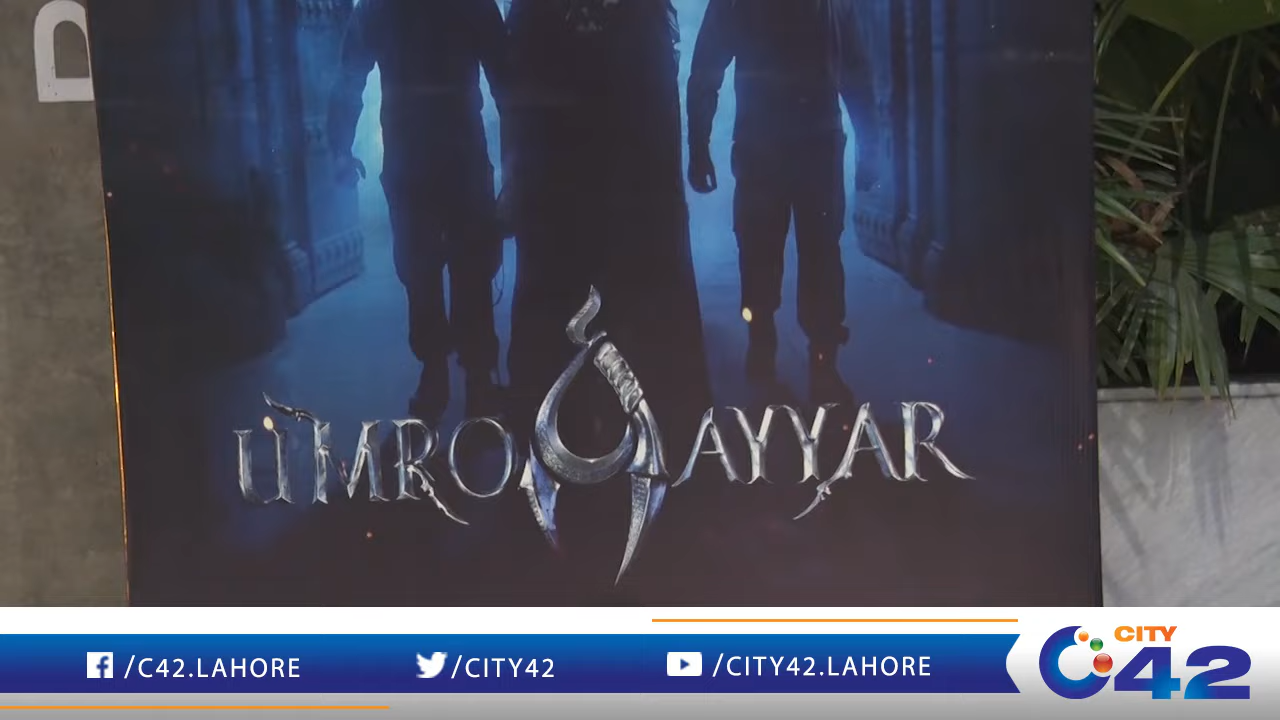 D
UMRO AYYAR
/C42.LAHORE
/CITY42
/CITY42.LAHORE
CITY
42